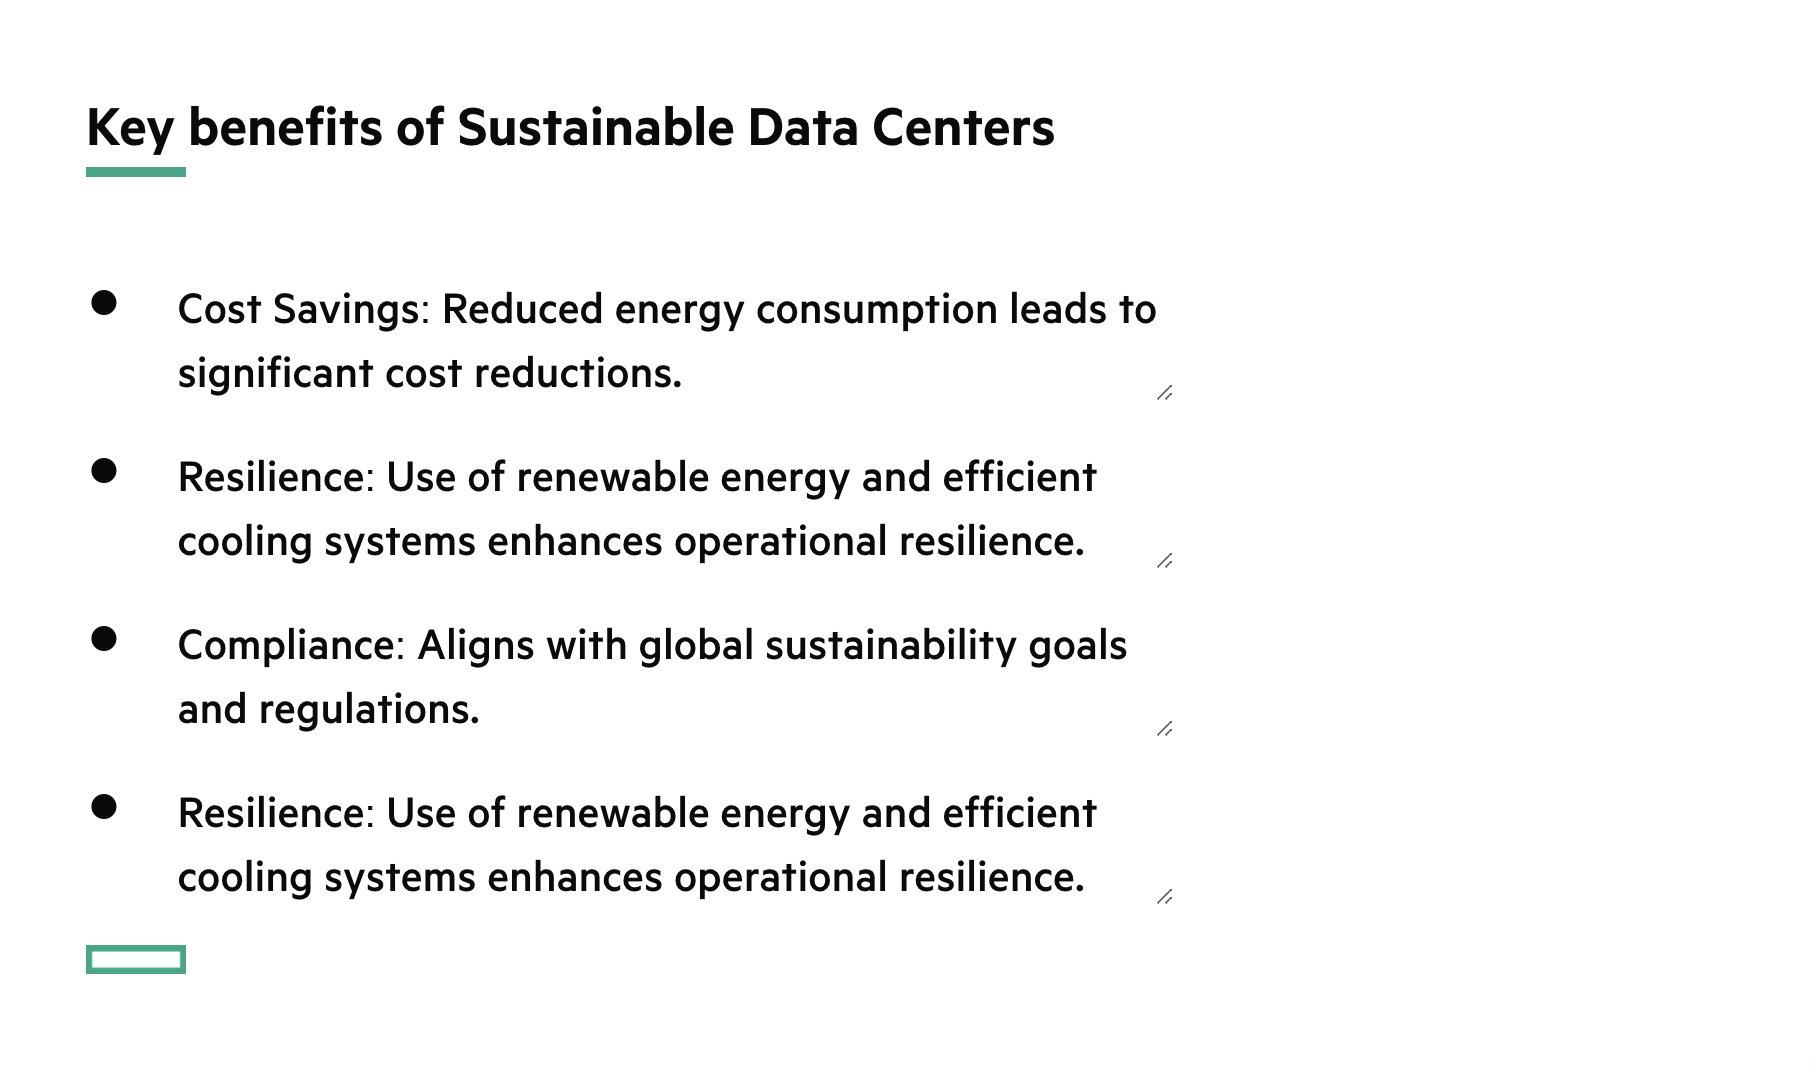 Key benefits of Sustainable Data Centers
● Cost Savings: Reduced energy consumption leads to
significant cost reductions.
● Resilience: Use of renewable energy and efficient
cooling systems enhances operational resilience.
● Compliance: Aligns with global sustainability goals
and regulations.
● Resilience: Use of renewable energy and efficient
cooling systems enhances operational resilience.